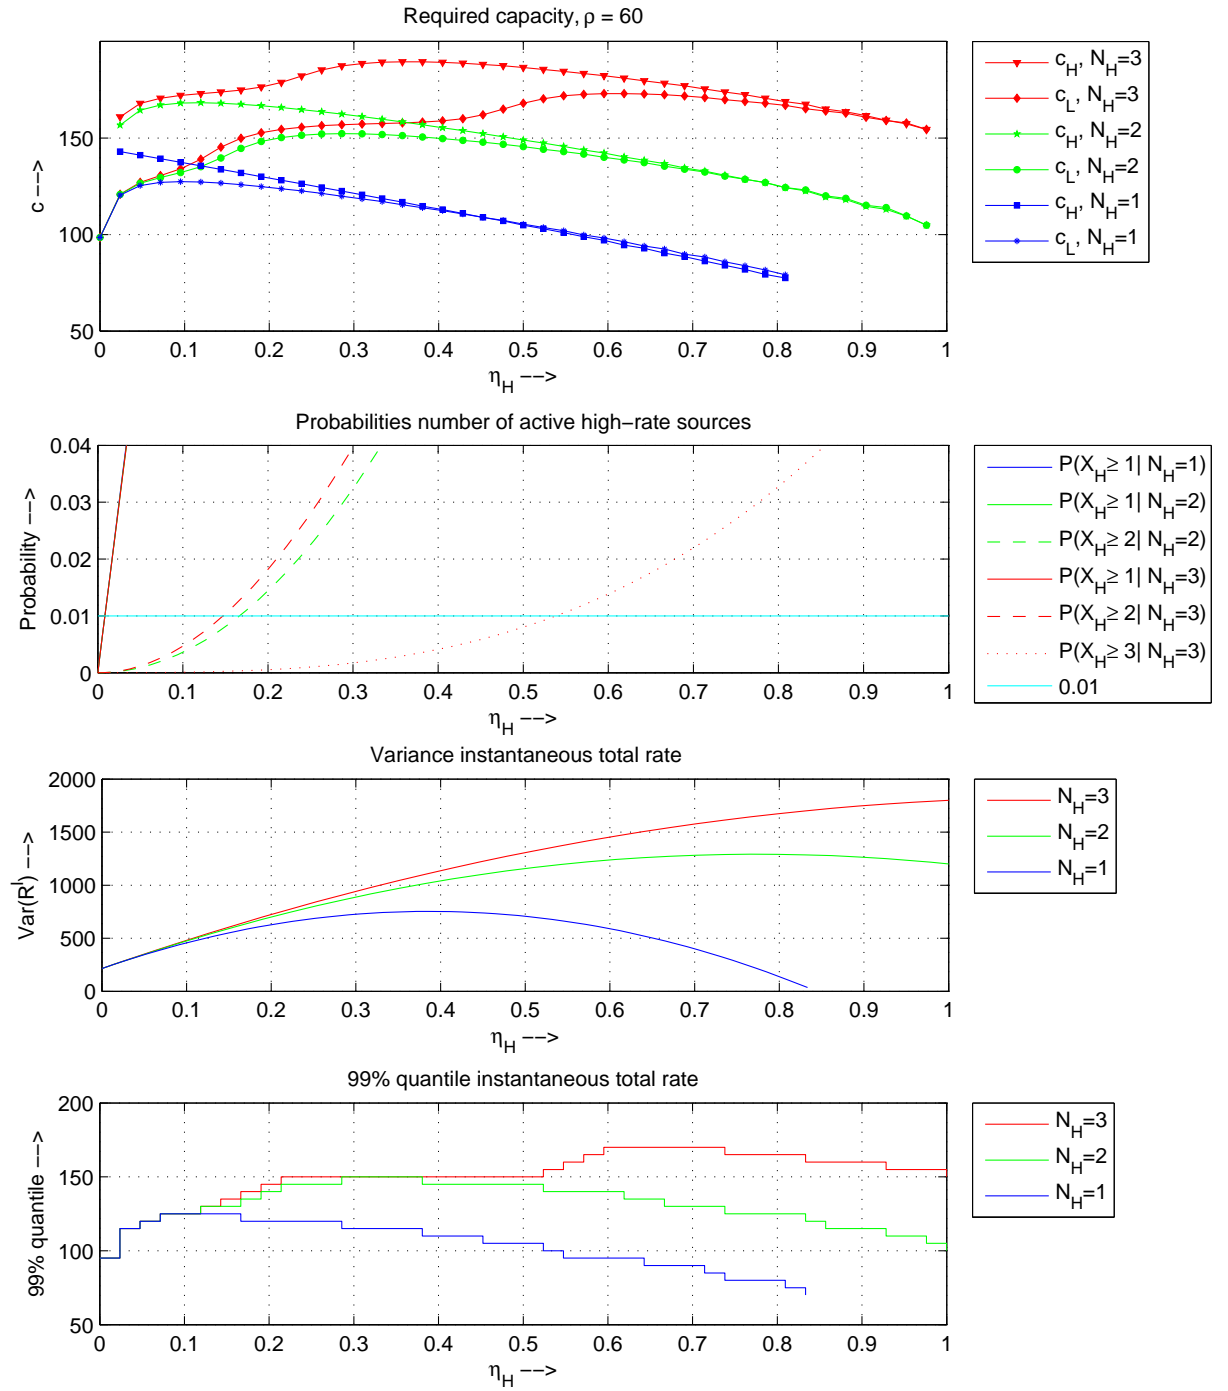 Required capacity, ρ = 60
c −−>
150
100
50
0 0.1 0.2 0.3 0.4 0.5 0.6 0.7 0.8 0.9 1
η_H −−>
c_H, N_H=3
c_L, N_H=3
c_H, N_H=2
c_L, N_H=2
c_H, N_H=1
c_L, N_H=1
Probabilities number of active high−rate sources
Probability −−>
0.04
0.03
0.02
0.01
0
0 0.1 0.2 0.3 0.4 0.5 0.6 0.7 0.8 0.9 1
η_H −−>
P(X_H≥ 1| N_H=1)
P(X_H≥ 1| N_H=2)
P(X_H≥ 2| N_H=2)
P(X_H≥ 1| N_H=3)
P(X_H≥ 2| N_H=3)
P(X_H≥ 3| N_H=3)
0.01
Variance instantaneous total rate
Var(R^I) −−>
2000
1500
1000
500
0
0 0.1 0.2 0.3 0.4 0.5 0.6 0.7 0.8 0.9 1
η_H −−>
N_H=3
N_H=2
N_H=1
99% quantile instantaneous total rate
99% quantile −−>
200
150
100
50
0 0.1 0.2 0.3 0.4 0.5 0.6 0.7 0.8 0.9 1
η_H −−>
N_H=3
N_H=2
N_H=1